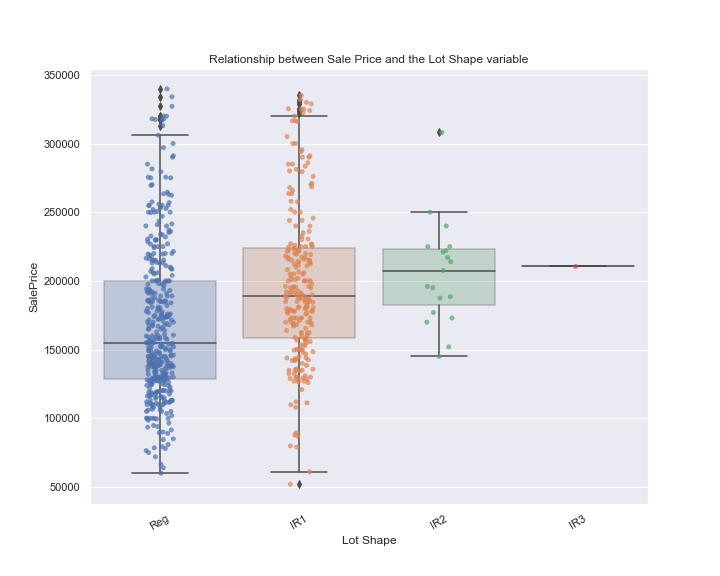 Relationship between Sale Price and the Lot Shape variable
350000
300000
250000
200000
150000
100000
50000
SalePrice
Reg IR1 IR2 IR3
Lot Shape